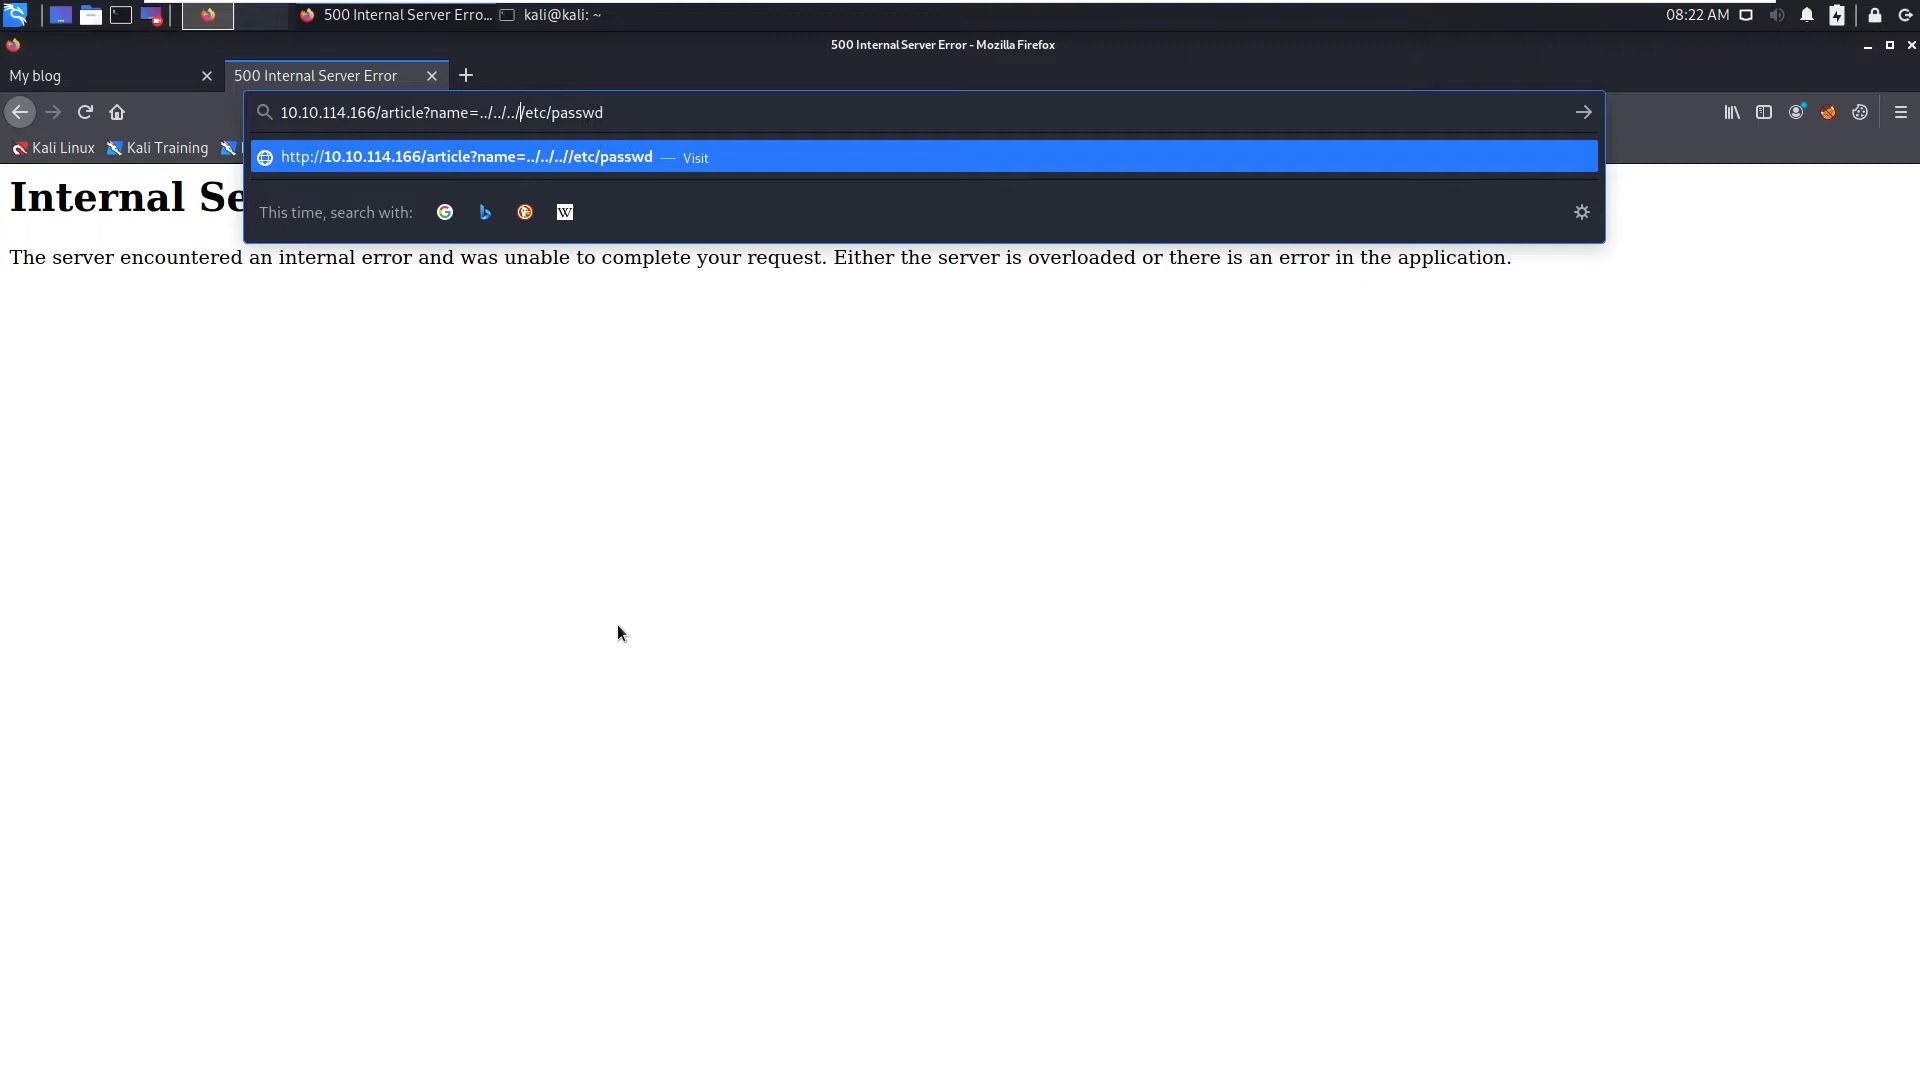 500 Internal Server Erro... kali@kali: ~ 08:22 AM
500 Internal Server Error - Mozilla Firefox
My blog 500 Internal Server Error
10.10.114.166/article?name=../../..//etc/passwd
Kali Linux Kali Training
http://10.10.114.166/article?name=../../..//etc/passwd — Visit
Internal Se
This time, search with:
The server encountered an internal error and was unable to complete your request. Either the server is overloaded or there is an error in the application.